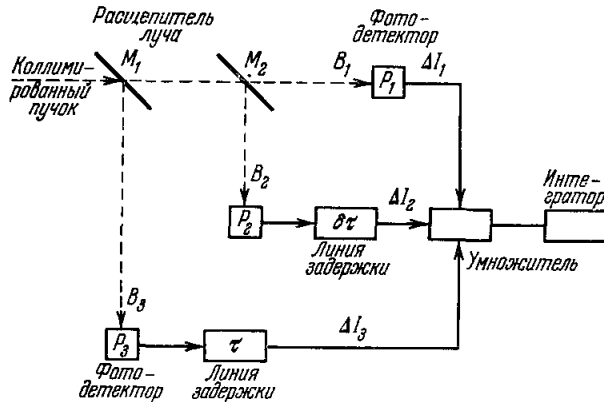 Расщепитель
луча
Фото-
детектор
Коллими-
рованный
пучок
M₁
M₂
B₁
P₁
ΔI₁
B₂
P₂
δτ
ΔI₂
Линия
задержки
Инте-
гратор
Умножитель
B₃
P₃
τ
ΔI₃
Фото-
детектор
Линия
задержки